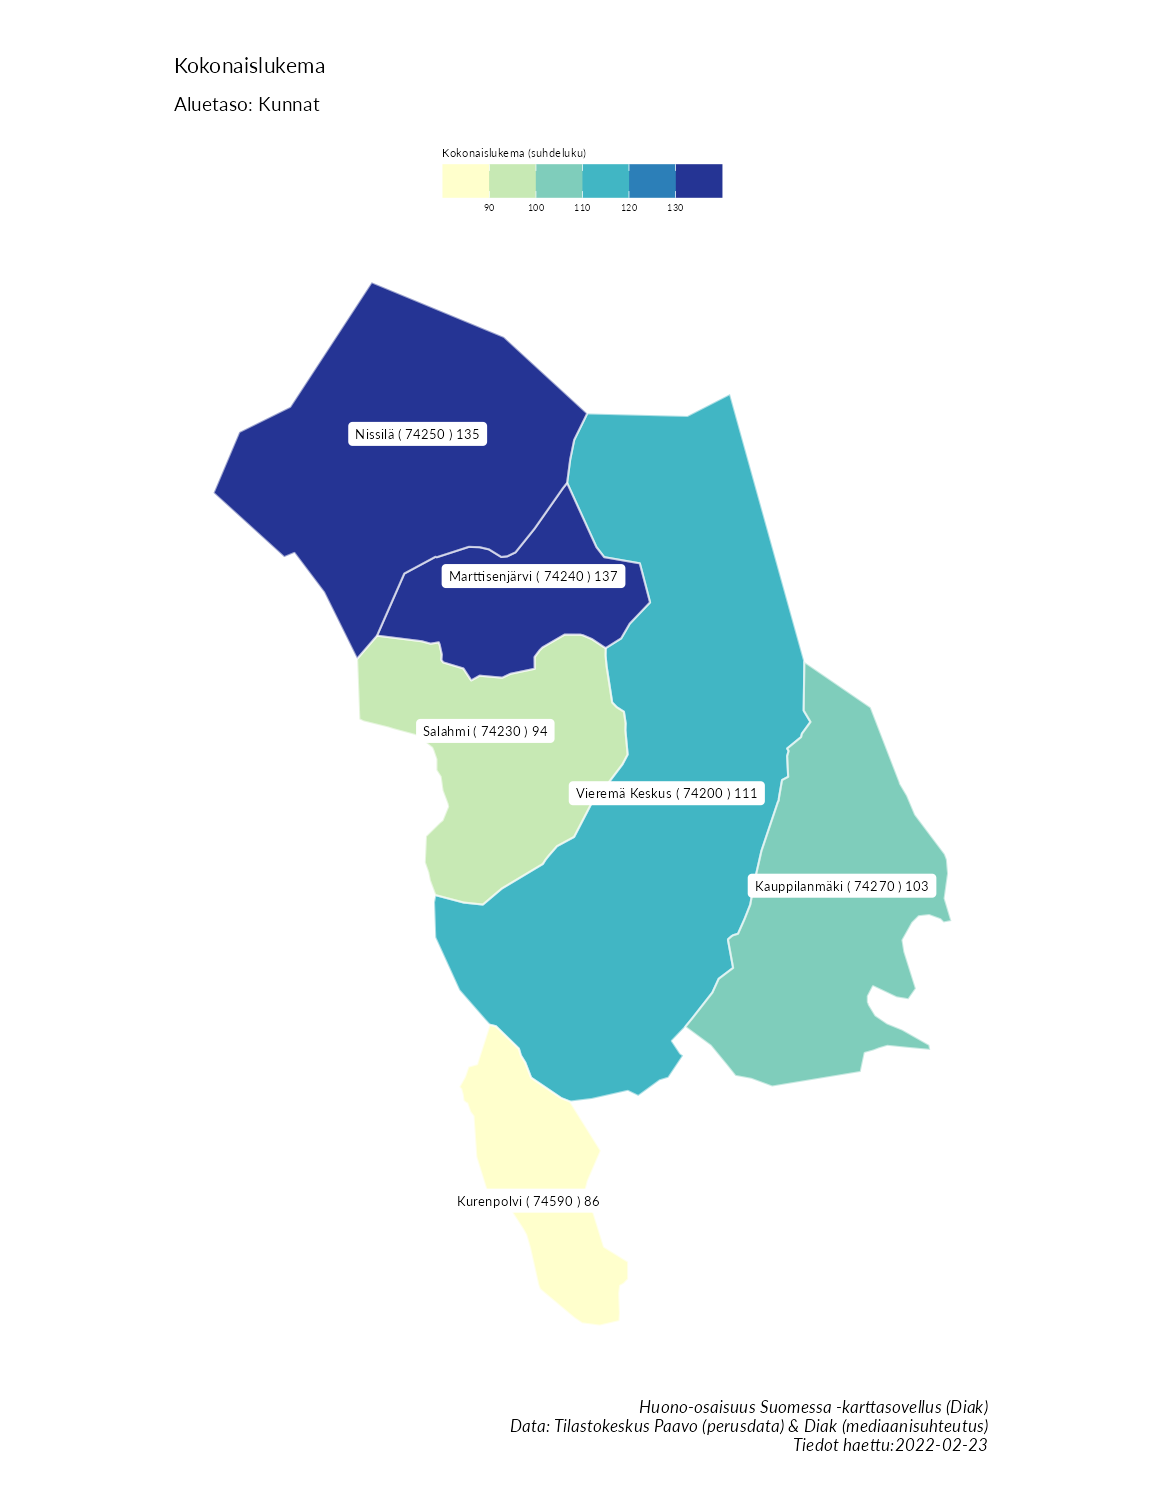 Kokonaislukema
Aluetaso: Kunnat
Kokonaislukema (suhdeluku)
90 100 110 120 130
Nissilä ( 74250 ) 135
Marttisenjärvi ( 74240 ) 137
Salahmi ( 74230 ) 94
Vieremä Keskus ( 74200 ) 111
Kauppilanmäki ( 74270 ) 103
Kurenpolvi ( 74590 ) 86
Huono-osaisuus Suomessa -karttasovellus (Diak)
Data: Tilastokeskus Paavo (perusdata) & Diak (mediaanisuhteutus)
Tiedot haettu:2022-02-23